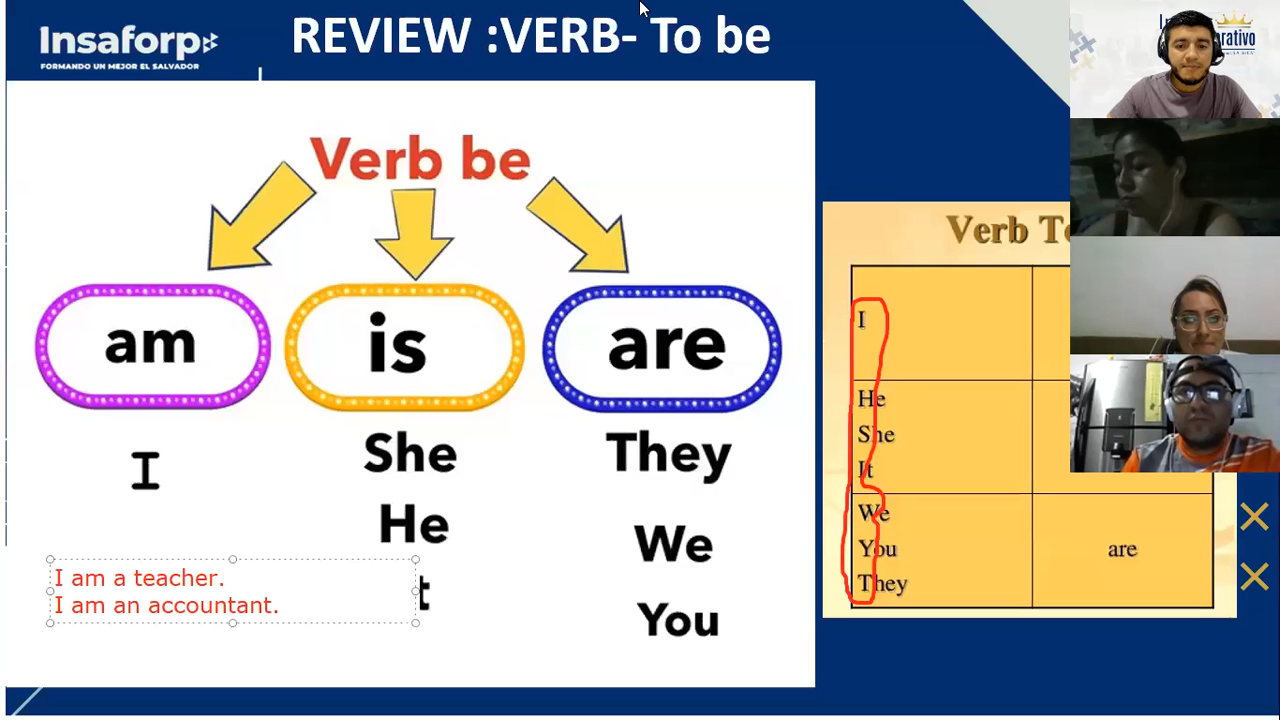 Insaforp
FORMANDO UN MEJOR EL SALVADOR
REVIEW :VERB- To be
Verb be
am
is
are
I
She
He
They
We
You
I am a teacher.
I am an accountant.
Verb
I
He
She
It
We
You
They
are